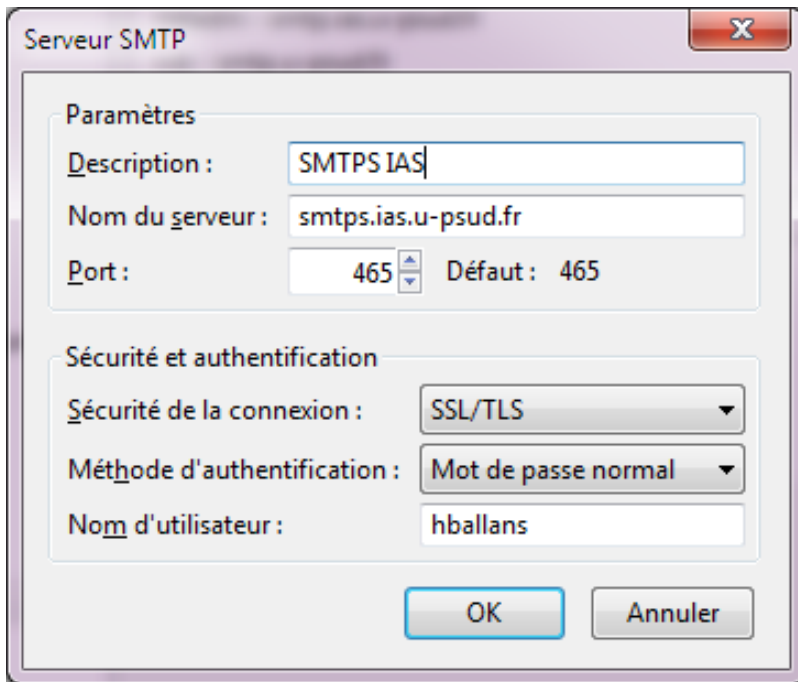 Serveur SMTP
Paramètres
Description : SMTPS IAS
Nom du serveur : smtps.ias.u-psud.fr
Port : 465 Défaut : 465
Sécurité et authentification
Sécurité de la connexion : SSL/TLS
Méthode d'authentification : Mot de passe normal
Nom d'utilisateur : hballans
OK Annuler